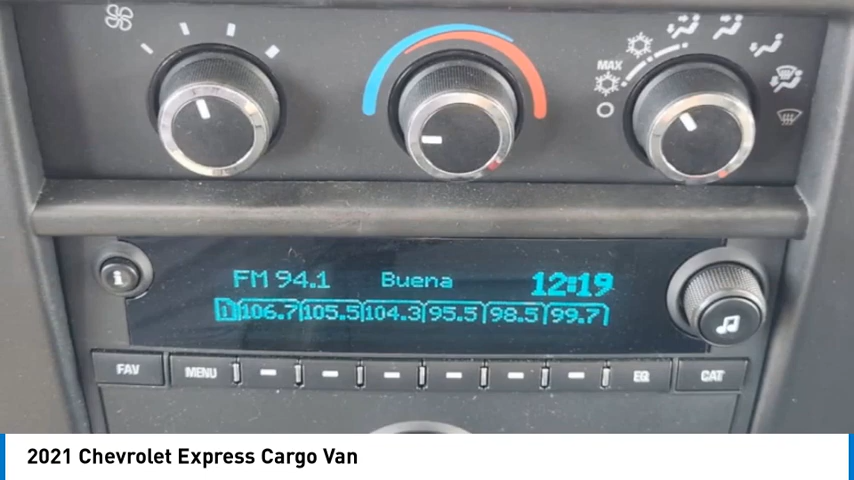 MAX
FM 94.1 Buena 12:19
1 106.7 105.5 104.3 95.5 98.5 99.7
i
FAV MENU EQ CAT
2021 Chevrolet Express Cargo Van